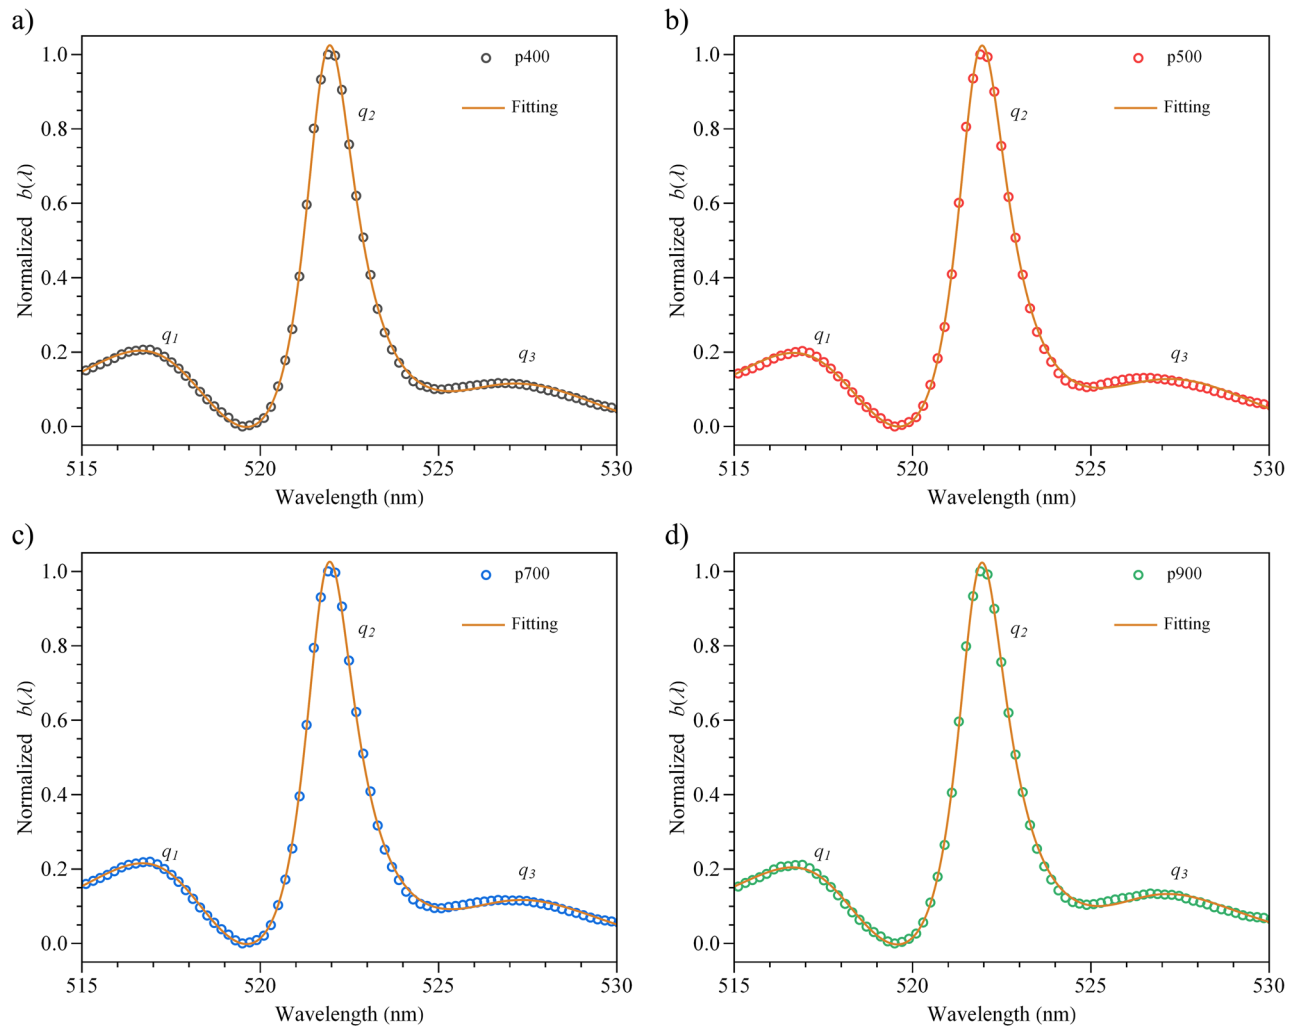 a)
1.0
0.8
0.6
0.4
0.2
0.0
Normalized b(λ)
p400
Fitting
q1
q2
q3
515
520
525
530
Wavelength (nm)
b)
1.0
0.8
0.6
0.4
0.2
0.0
Normalized b(λ)
p500
Fitting
q1
q2
q3
515
520
525
530
Wavelength (nm)
c)
1.0
0.8
0.6
0.4
0.2
0.0
Normalized b(λ)
p700
Fitting
q1
q2
q3
515
520
525
530
Wavelength (nm)
d)
1.0
0.8
0.6
0.4
0.2
0.0
Normalized b(λ)
p900
Fitting
q1
q2
q3
515
520
525
530
Wavelength (nm)